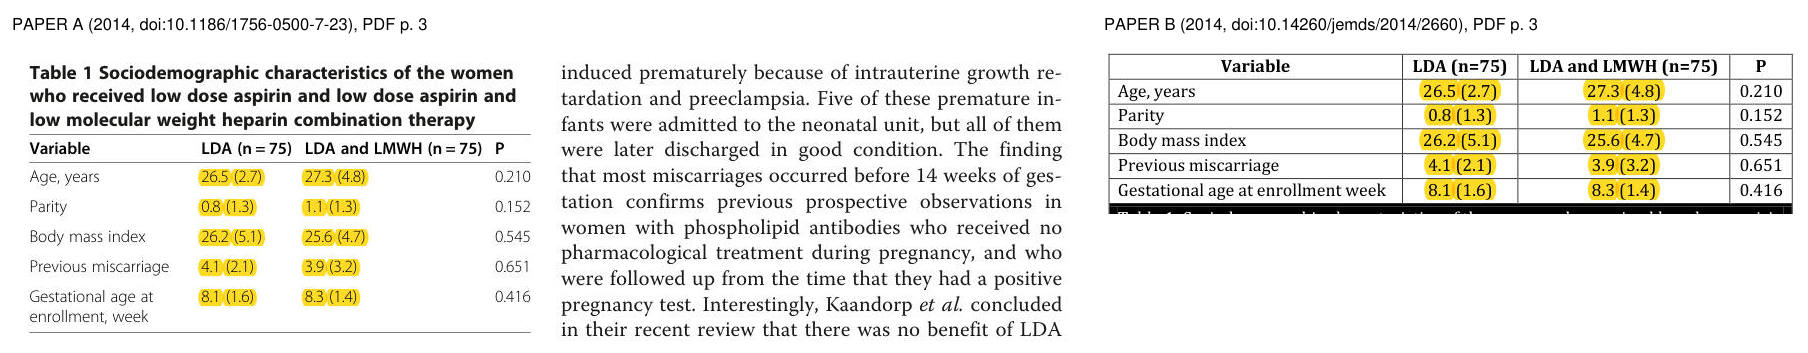 PAPER A (2014, doi:10.1186/1756-0500-7-23), PDF p. 3
Table 1 Sociodemographic characteristics of the women
who received low dose aspirin and low dose aspirin and
low molecular weight heparin combination therapy
Variable LDA (n = 75) LDA and LMWH (n = 75) P
Age, years 26.5 (2.7) 27.3 (4.8) 0.210
Parity 0.8 (1.3) 1.1 (1.3) 0.152
Body mass index 26.2 (5.1) 25.6 (4.7) 0.545
Previous miscarriage 4.1 (2.1) 3.9 (3.2) 0.651
Gestational age at 8.1 (1.6) 8.3 (1.4) 0.416
enrollment, week
induced prematurely because of intrauterine growth re-
tardation and preeclampsia. Five of these premature in-
fants were admitted to the neonatal unit, but all of them
were later discharged in good condition. The finding
that most miscarriages occurred before 14 weeks of ges-
tation confirms previous prospective observations in
women with phospholipid antibodies who received no
pharmacological treatment during pregnancy, and who
were followed up from the time that they had a positive
pregnancy test. Interestingly, Kaandorp et al. concluded
in their recent review that there was no benefit of LDA
PAPER B (2014, doi:10.14260/jemds/2014/2660), PDF p. 3
Variable LDA (n=75) LDA and LMWH (n=75) P
Age, years 26.5 (2.7) 27.3 (4.8) 0.210
Parity 0.8 (1.3) 1.1 (1.3) 0.152
Body mass index 26.2 (5.1) 25.6 (4.7) 0.545
Previous miscarriage 4.1 (2.1) 3.9 (3.2) 0.651
Gestational age at enrollment week 8.1 (1.6) 8.3 (1.4) 0.416